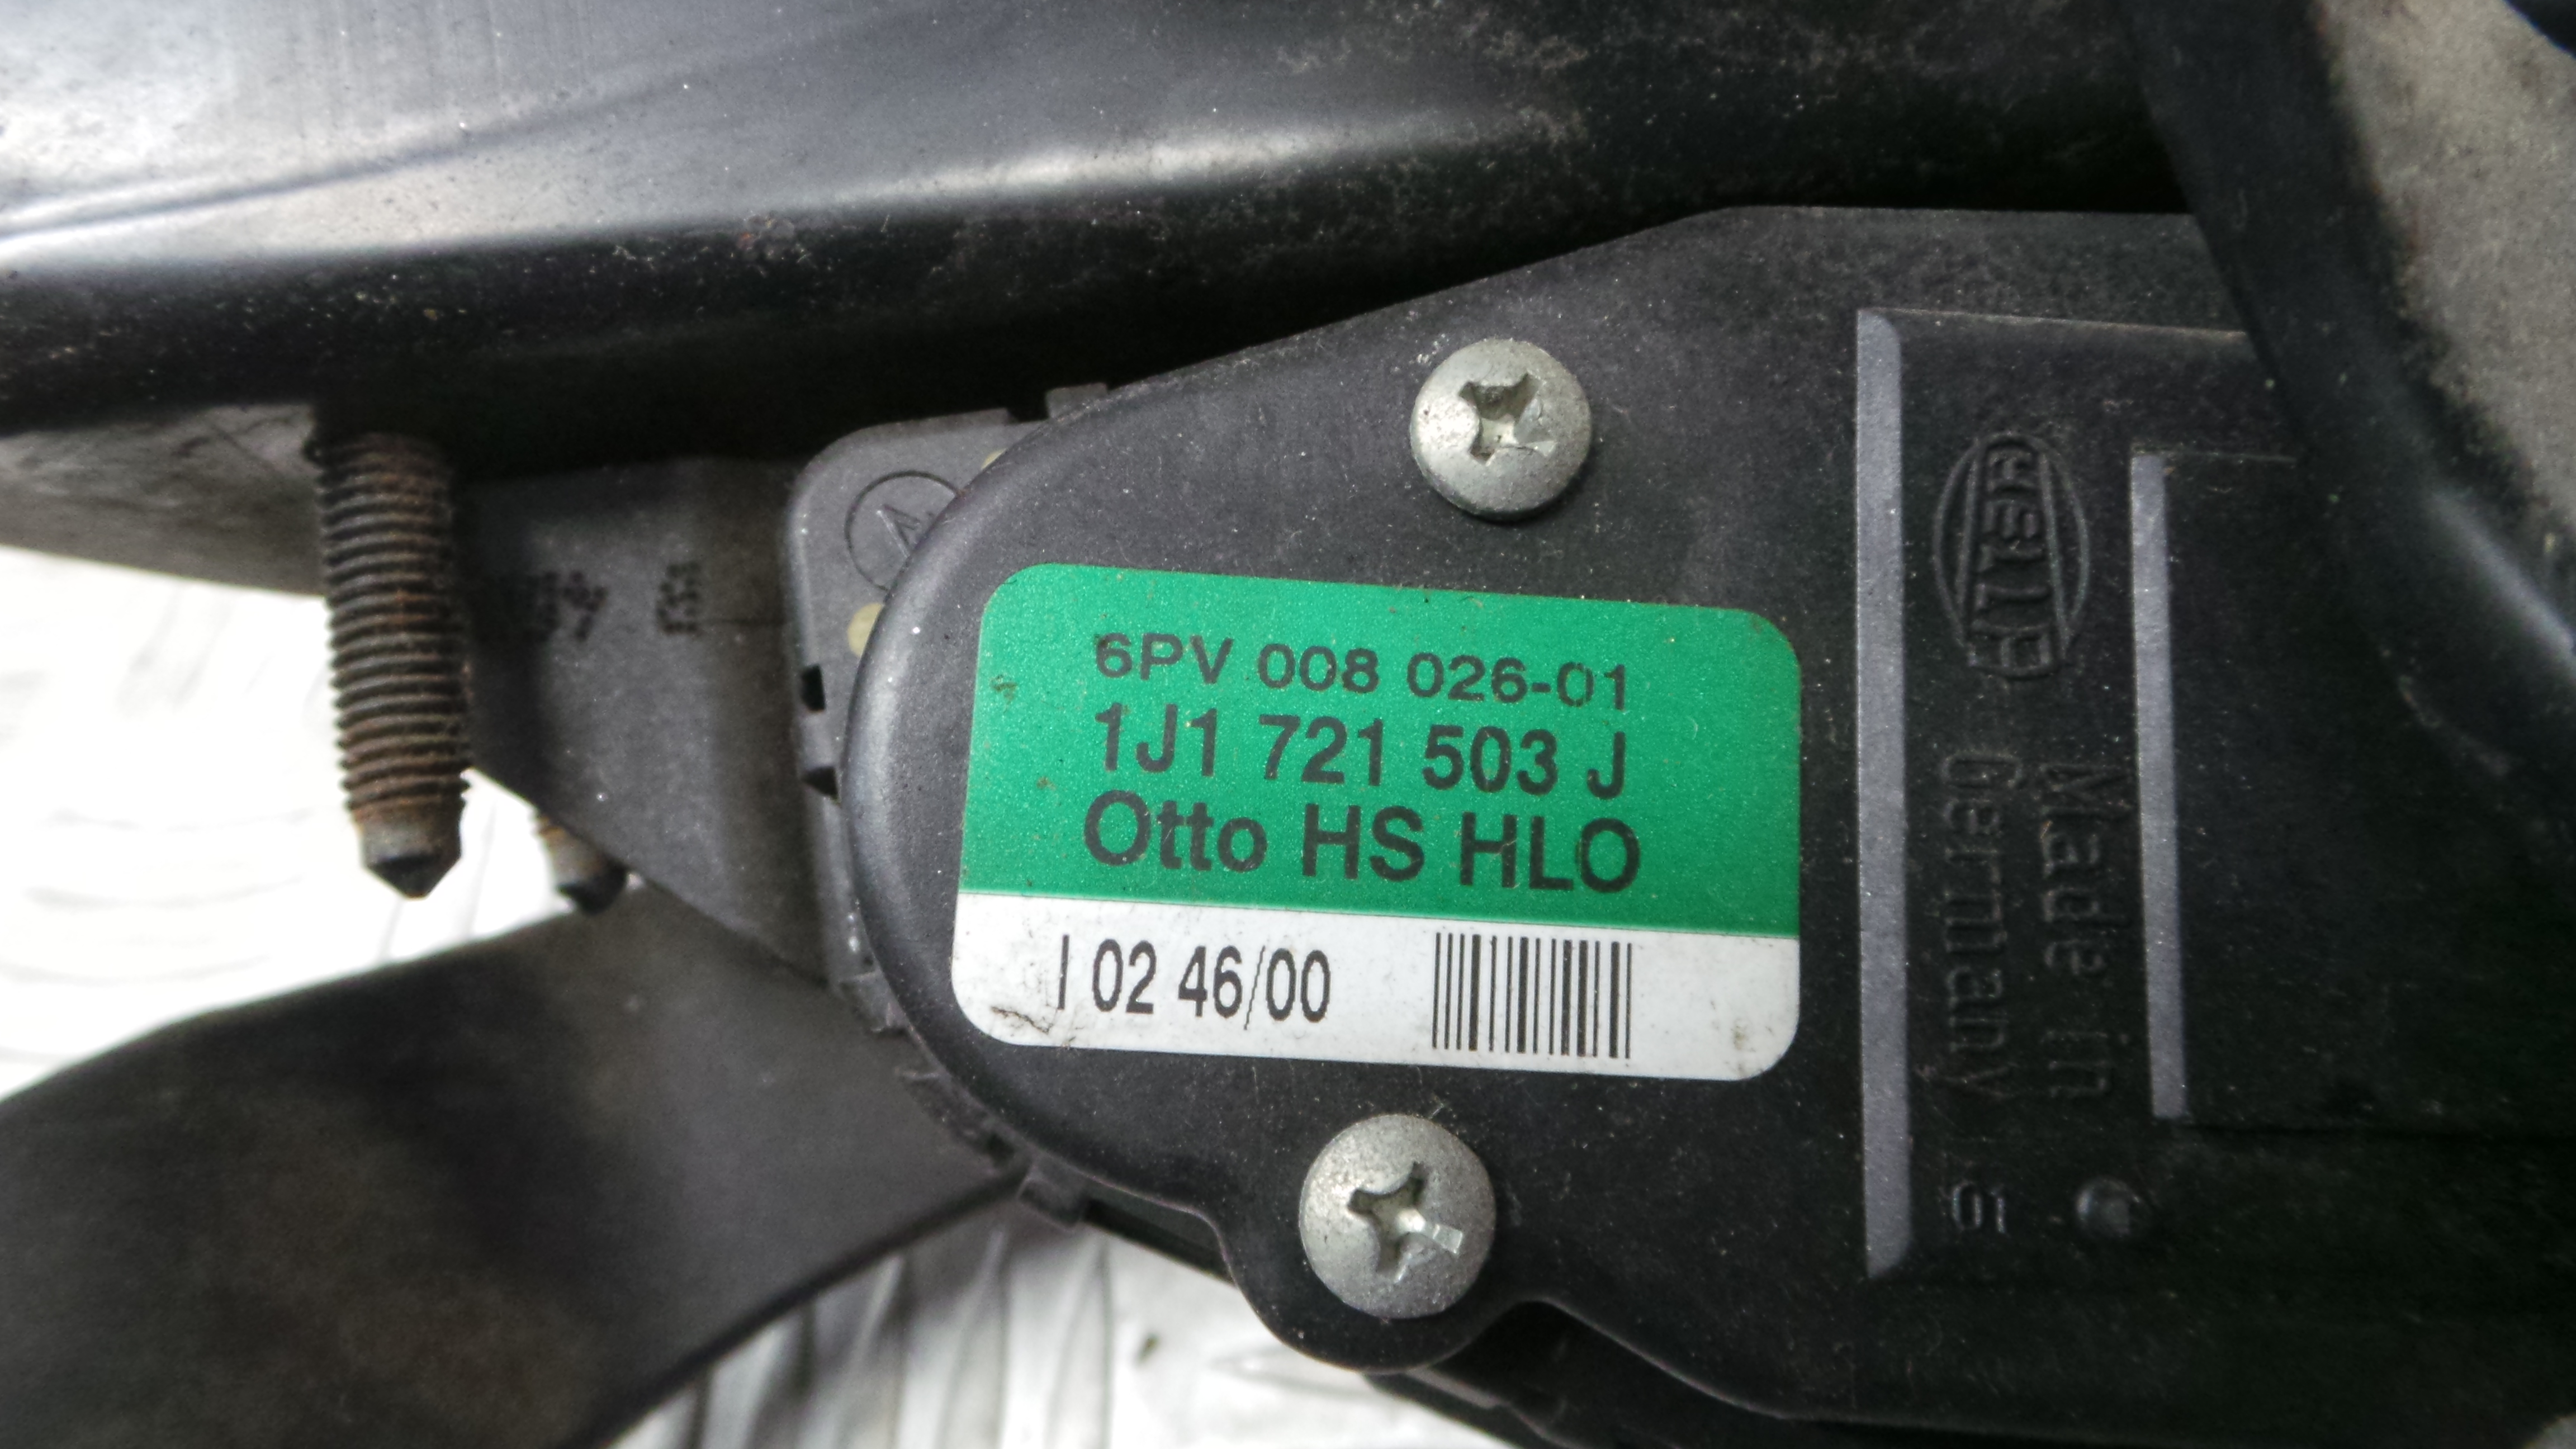 6PV 008 026-01
1J1 721 503 J
Otto HS HLO
I 02 46/00
Hella
Made in
Germany
A